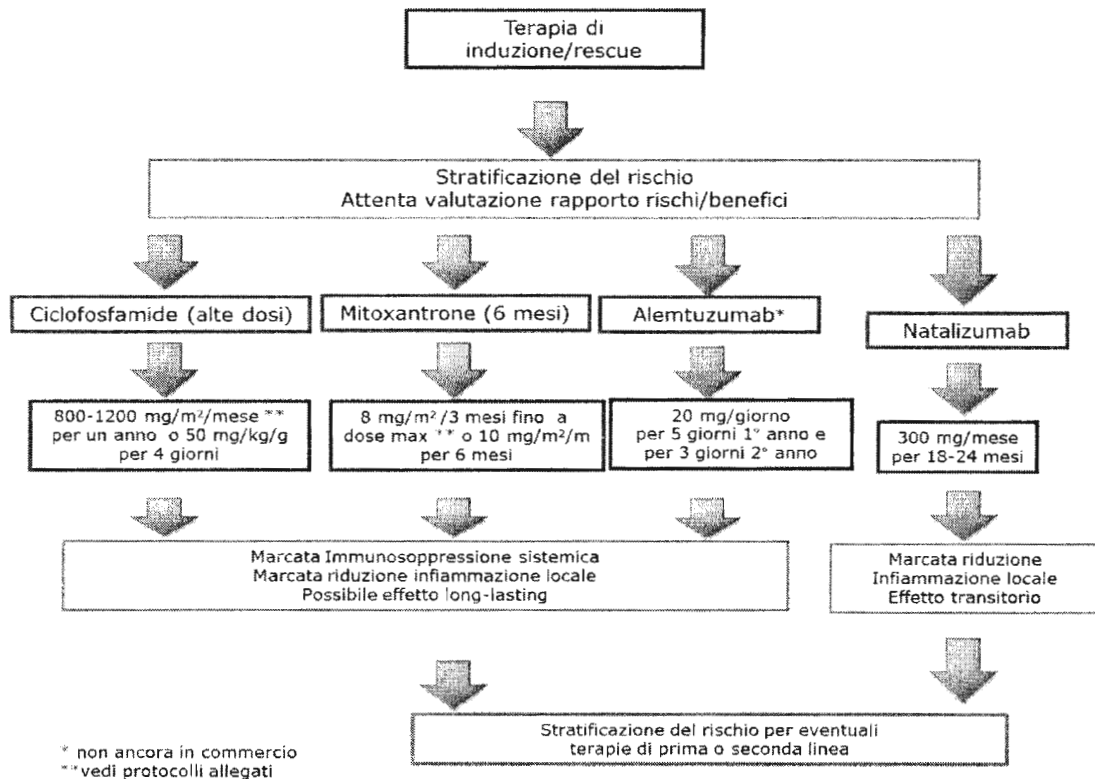 Terapia di
induzione/rescue
Stratificazione del rischio
Attenta valutazione rapporto rischi/benefici
Ciclofosfamide (alte dosi)
Mitoxantrone (6 mesi)
Alemtuzumab*
Natalizumab
800-1200 mg/m²/mese **
per un anno o 50 mg/kg/g
per 4 giorni
8 mg/m²/3 mesi fino a
dose max ** o 10 mg/m²/m
per 6 mesi
20 mg/giorno
per 5 giorni 1° anno e
per 3 giorni 2° anno
300 mg/mese
per 18-24 mesi
Marcata Immunosoppressione sistemica
Marcata riduzione infiammazione locale
Possibile effetto long-lasting
Marcata riduzione
Infiammazione locale
Effetto transitorio
Stratificazione del rischio per eventuali
terapie di prima o seconda linea
* non ancora in commercio
**vedi protocolli allegati